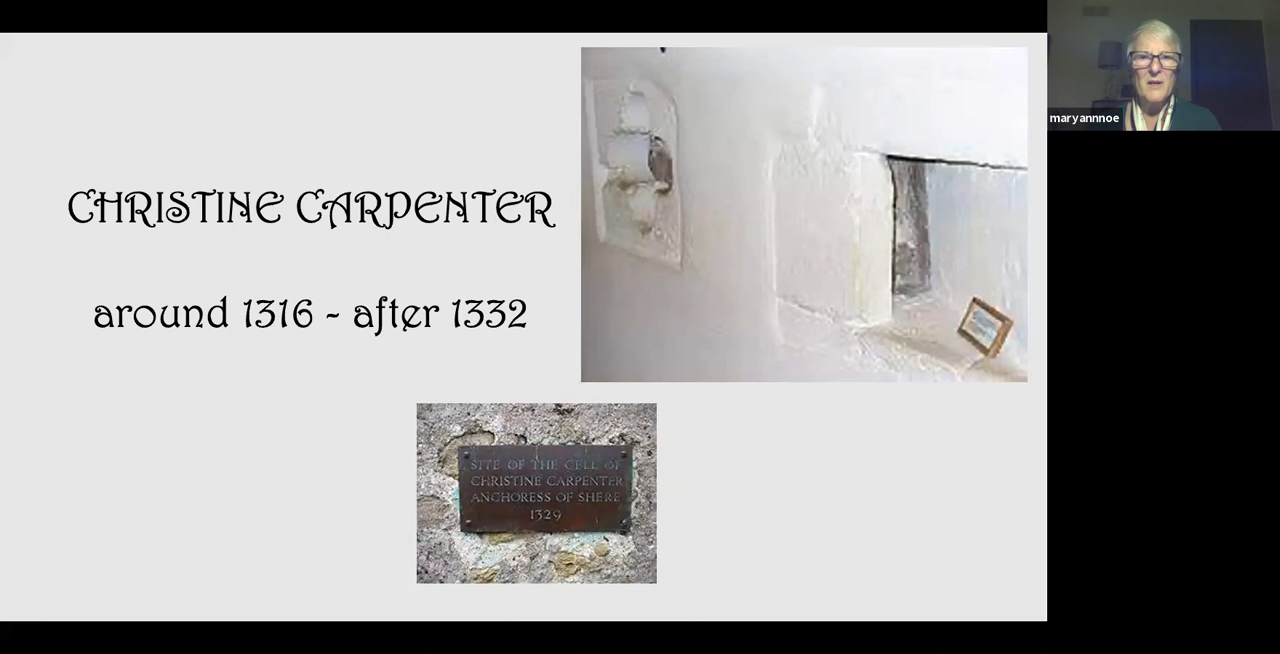 CHRISTINE CARPENTER
around 1316 - after 1332
SITE OF THE CELL OF
CHRISTINE CARPENTER
ANCHORESS OF SHERE
1329
maryannnoe